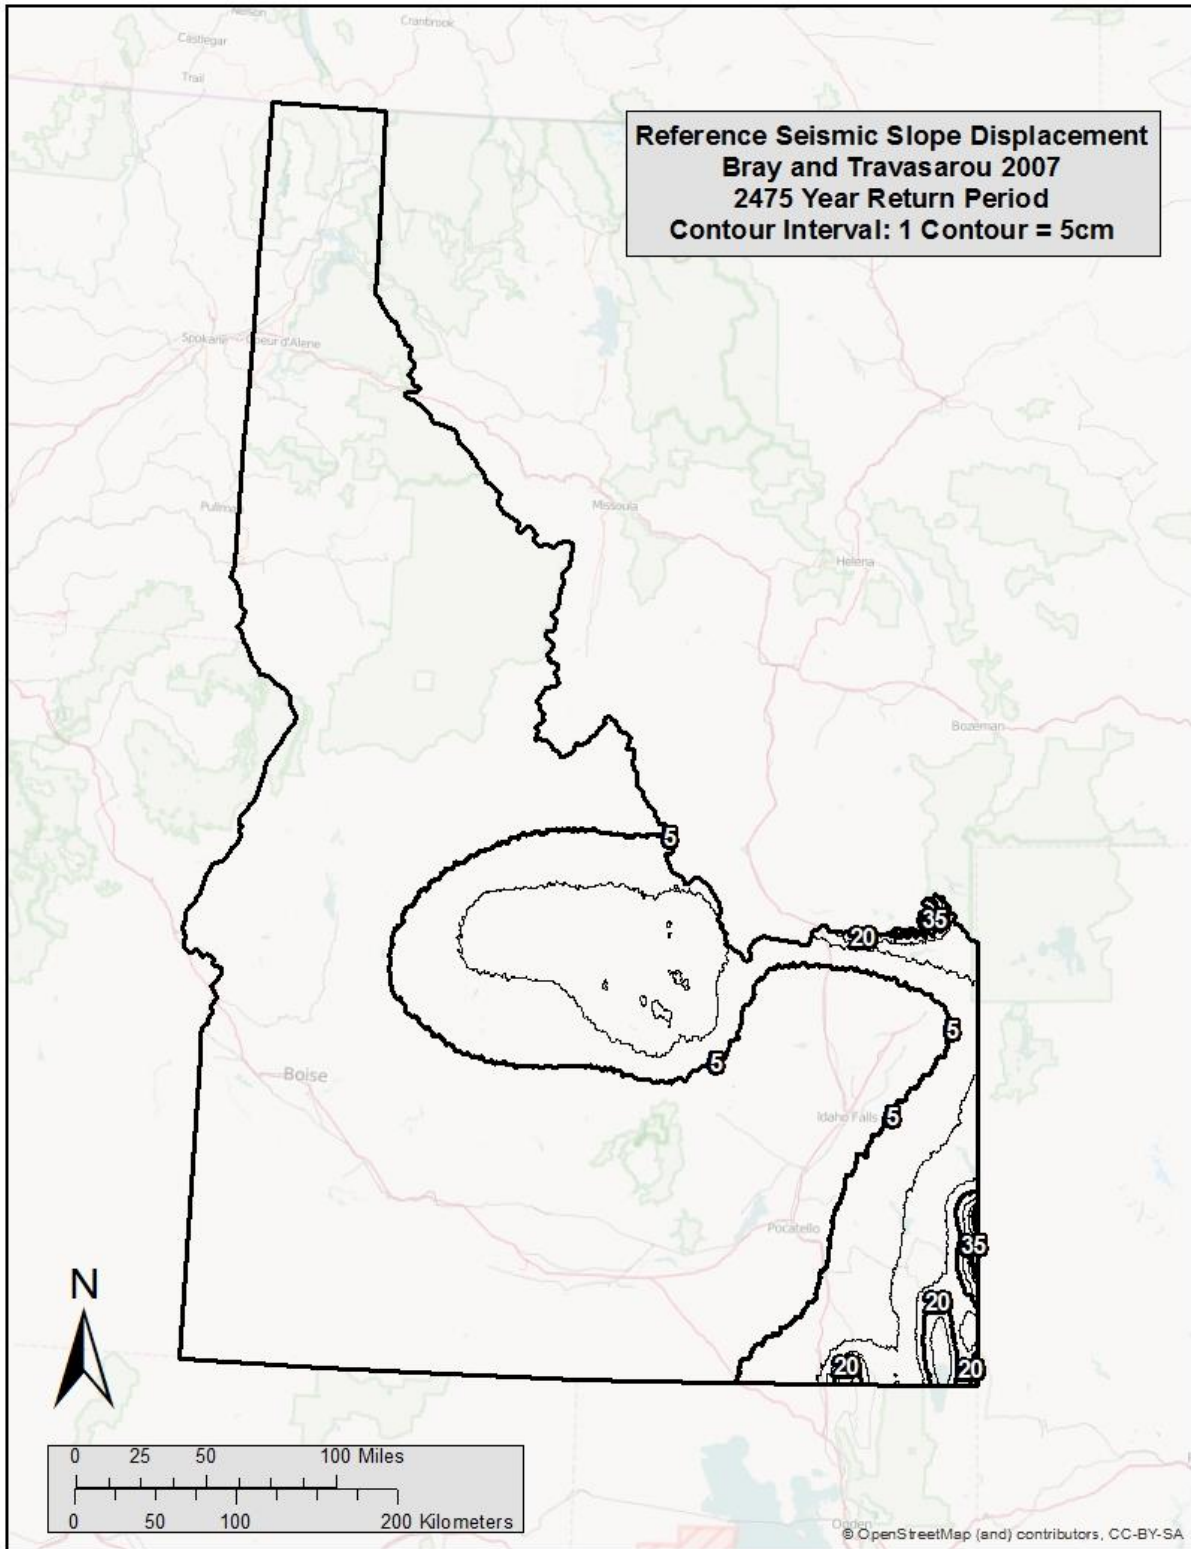 Nelson
Cranbrook
Castlegar
Trail
Reference Seismic Slope Displacement
Bray and Travasarou 2007
2475 Year Return Period
Contour Interval: 1 Contour = 5cm
Spokane
Coeur d'Alene
Pullma
Missoula
Helena
Bozeman
5
35
20
5
5
Boise
5
Idaho Falls
Pocatello
35
20
20
20
N
0 25 50 100 Miles
0 50 100 200 Kilometers
Ogden
© OpenStreetMap (and) contributors, CC-BY-SA